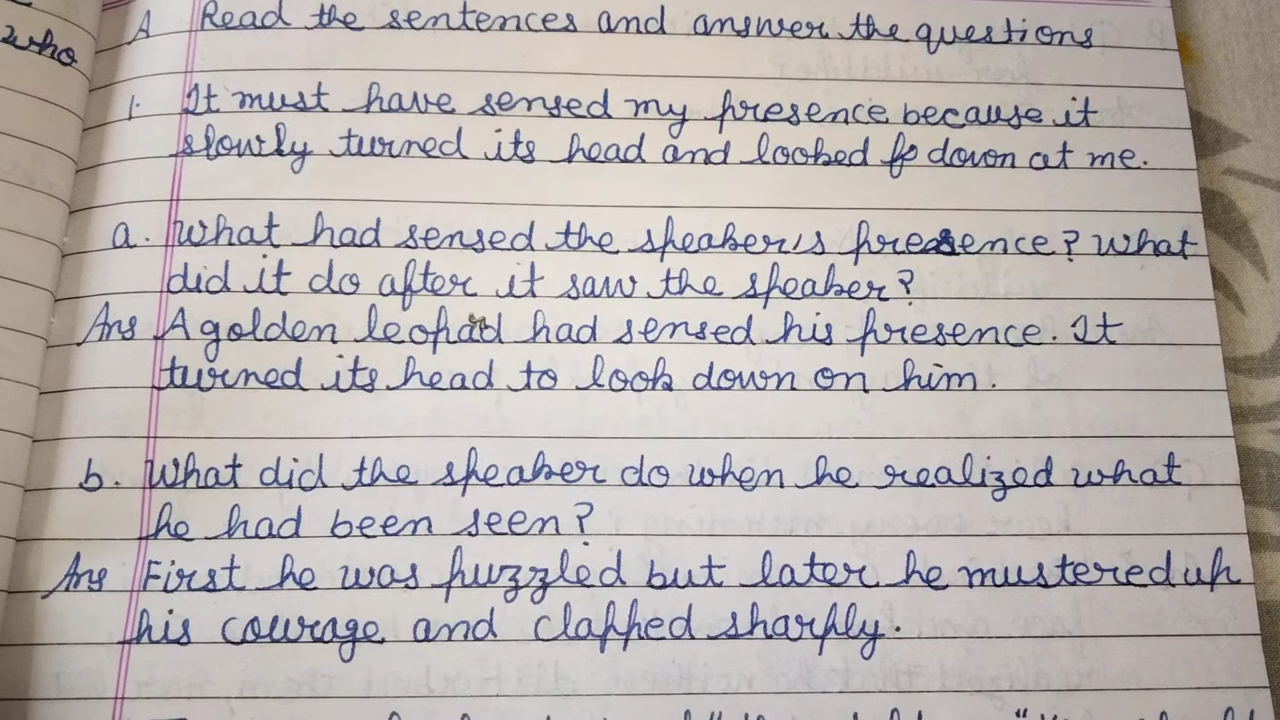 who
A Read the sentences and answer the questions
1. It must have sensed my presence because it
slowly turned its head and looked down at me.
a. What had sensed the speaker's presence? What
did it do after it saw the speaker?
Ans A golden leopard had sensed his presence. It
turned its head to look down on him.
b. What did the speaker do when he realized what
he had been seen?
Ans First he was puzzled but later he mustered up
his courage and clapped sharply.